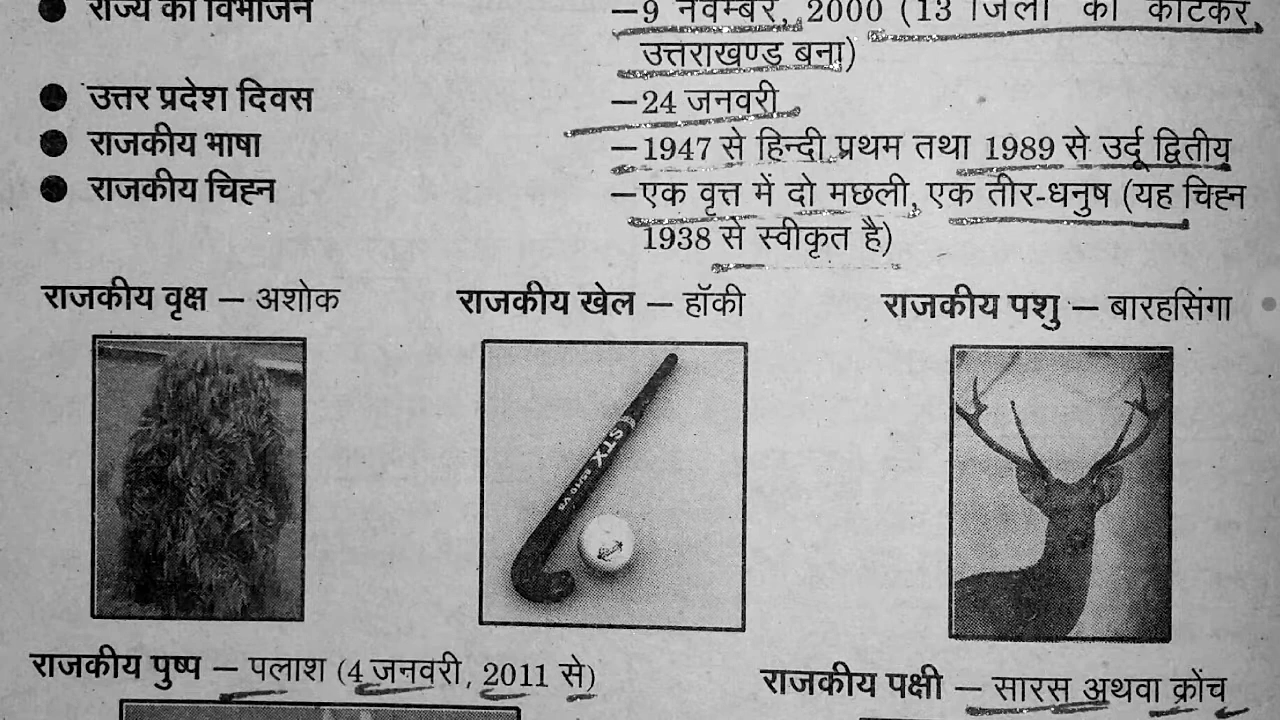 ● राज्य का विभाजन –9 नवम्बर, 2000 (13 जिलों को काटकर,
उत्तराखण्ड बना)
● उत्तर प्रदेश दिवस –24 जनवरी
● राजकीय भाषा –1947 से हिन्दी प्रथम तथा 1989 से उर्दू द्वितीय
● राजकीय चिह्न –एक वृत्त में दो मछली, एक तीर-धनुष (यह चिह्न
1938 से स्वीकृत है)
राजकीय वृक्ष – अशोक राजकीय खेल – हॉकी राजकीय पशु – बारहसिंगा
STX
राजकीय पुष्प – पलाश (4 जनवरी, 2011 से) राजकीय पक्षी – सारस अथवा क्रोंच